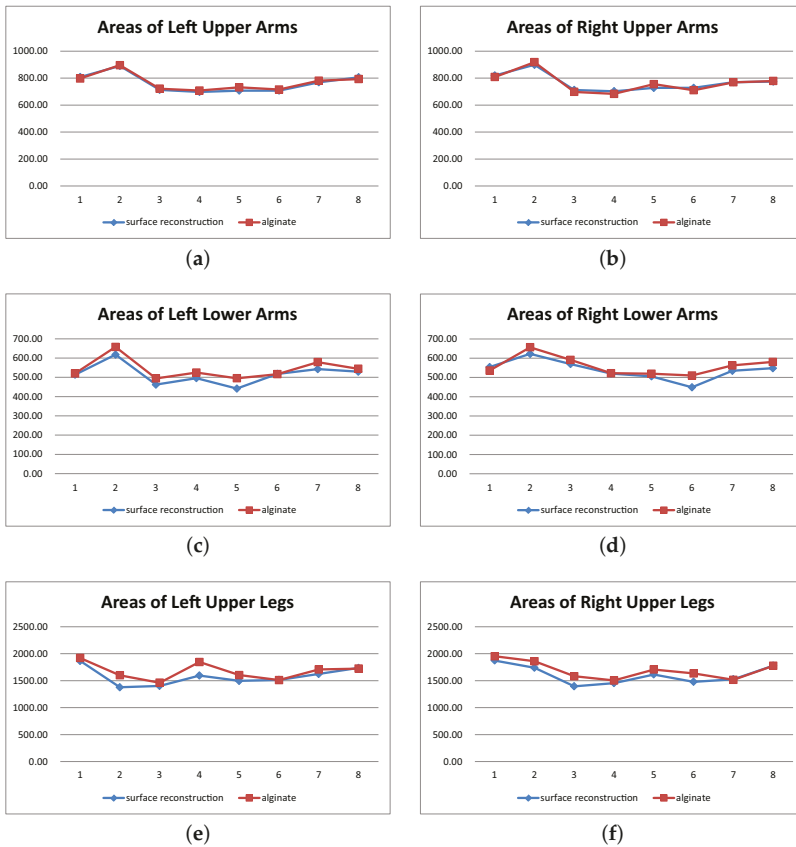 Areas of Left Upper Arms
1000.00
800.00
600.00
400.00
200.00
0.00
1 2 3 4 5 6 7 8
surface reconstruction alginate
(a)
Areas of Right Upper Arms
1000.00
800.00
600.00
400.00
200.00
0.00
1 2 3 4 5 6 7 8
surface reconstruction alginate
(b)
Areas of Left Lower Arms
700.00
600.00
500.00
400.00
300.00
200.00
100.00
0.00
1 2 3 4 5 6 7 8
surface reconstruction alginate
(c)
Areas of Right Lower Arms
700.00
600.00
500.00
400.00
300.00
200.00
100.00
0.00
1 2 3 4 5 6 7 8
surface reconstruction alginate
(d)
Areas of Left Upper Legs
2500.00
2000.00
1500.00
1000.00
500.00
0.00
1 2 3 4 5 6 7 8
surface reconstruction alginate
(e)
Areas of Right Upper Legs
2500.00
2000.00
1500.00
1000.00
500.00
0.00
1 2 3 4 5 6 7 8
surface reconstruction alginate
(f)